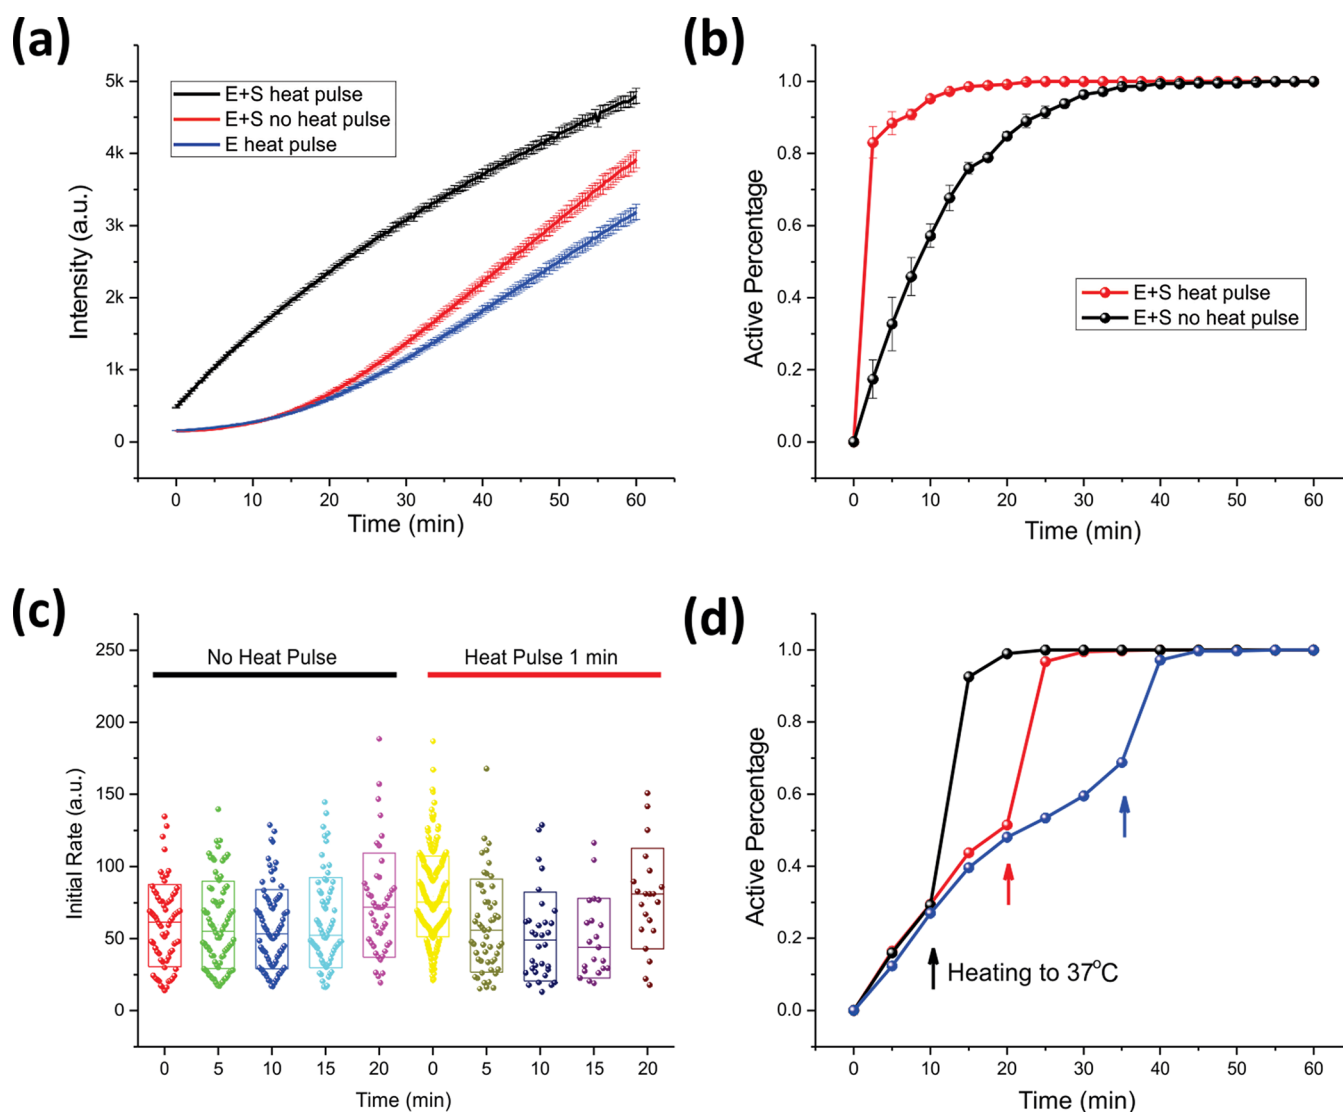 (a)
5k
4k
3k
2k
1k
0
Intensity (a.u.)
E+S heat pulse
E+S no heat pulse
E heat pulse
0 10 20 30 40 50 60
Time (min)
(b)
1.0
0.8
0.6
0.4
0.2
0.0
Active Percentage
E+S heat pulse
E+S no heat pulse
0 10 20 30 40 50 60
Time (min)
(c)
250
200
150
100
50
0
Initial Rate (a.u.)
No Heat Pulse
Heat Pulse 1 min
0 5 10 15 20 0 5 10 15 20
Time (min)
(d)
1.0
0.8
0.6
0.4
0.2
0.0
Active Percentage
Heating to 37°C
0 10 20 30 40 50 60
Time (min)